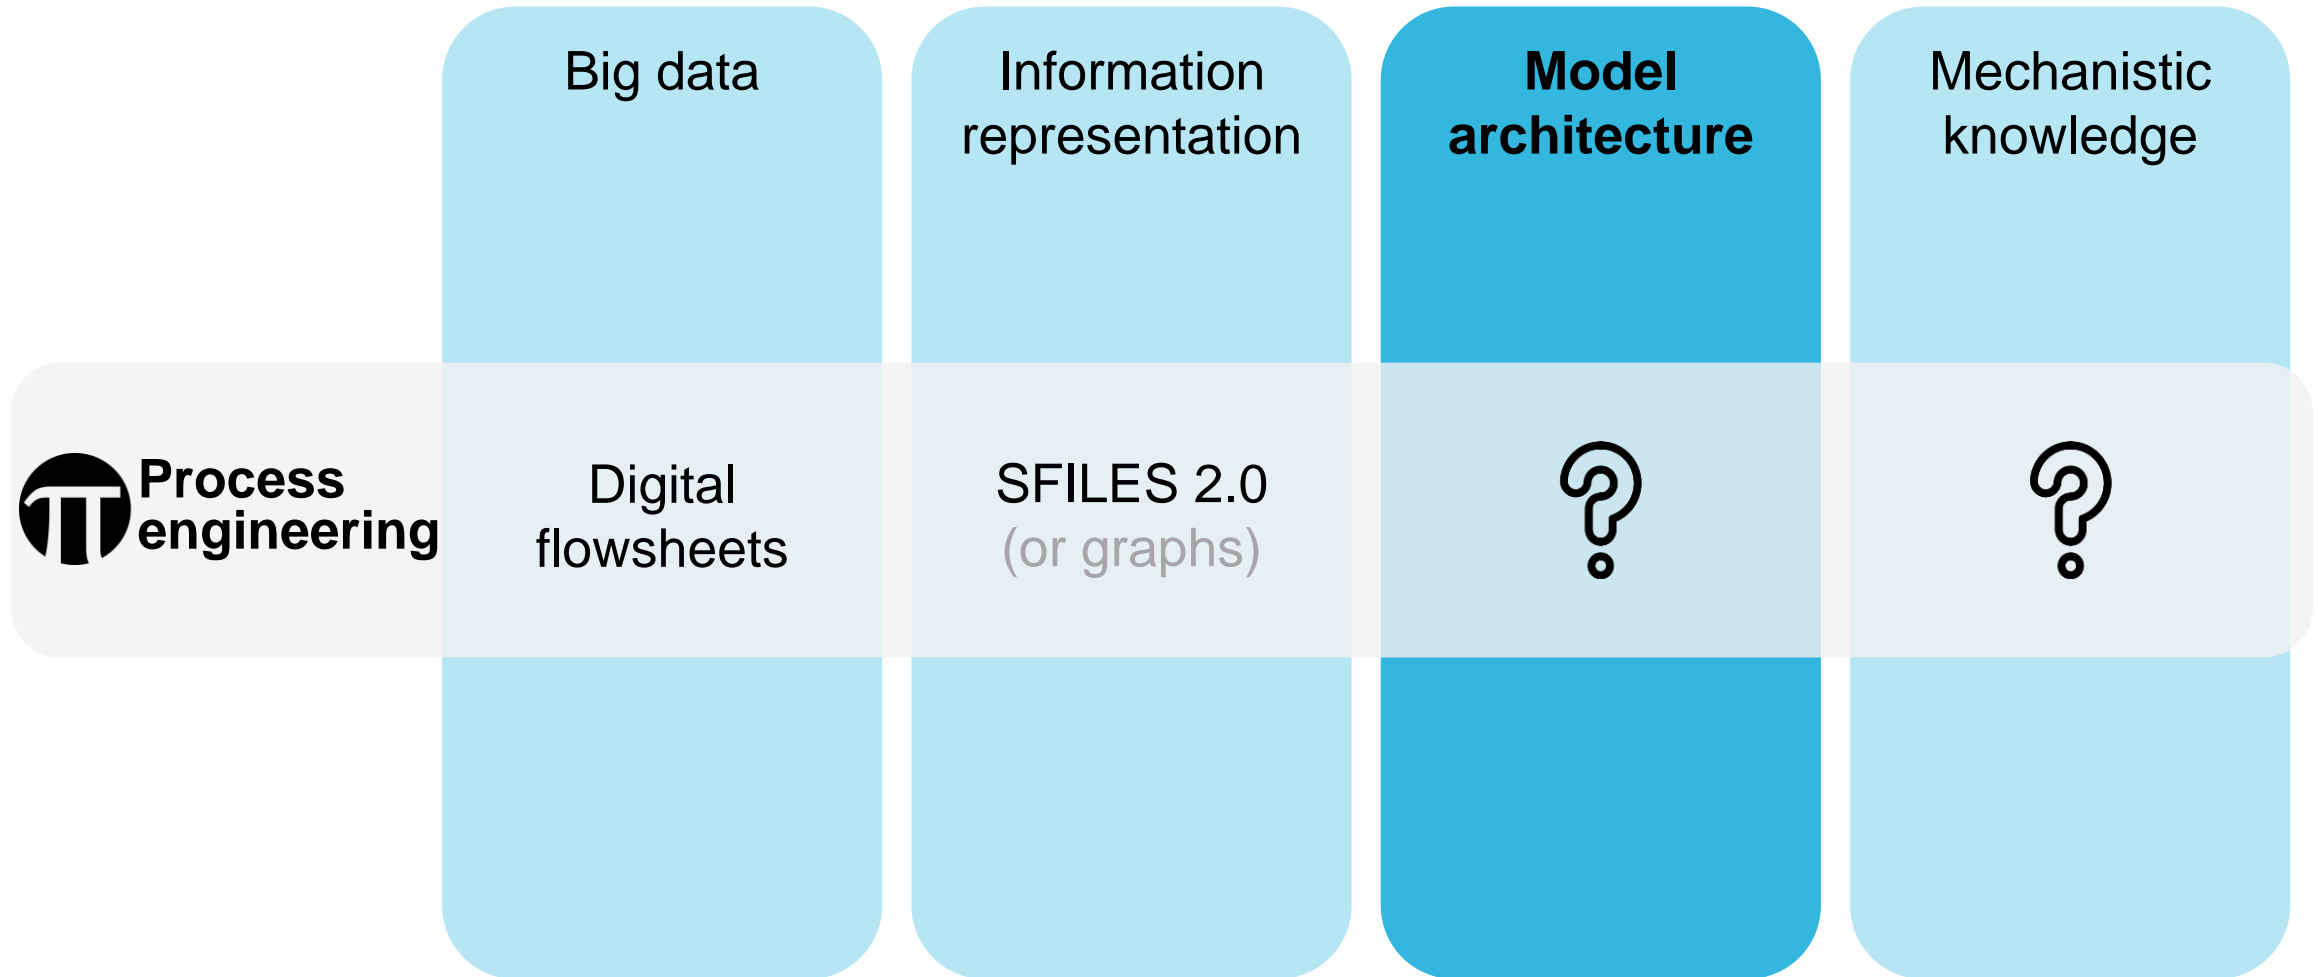 Big data
Information
representation
Model
architecture
Mechanistic
knowledge
Process
engineering
Digital
flowsheets
SFILES 2.0
(or graphs)